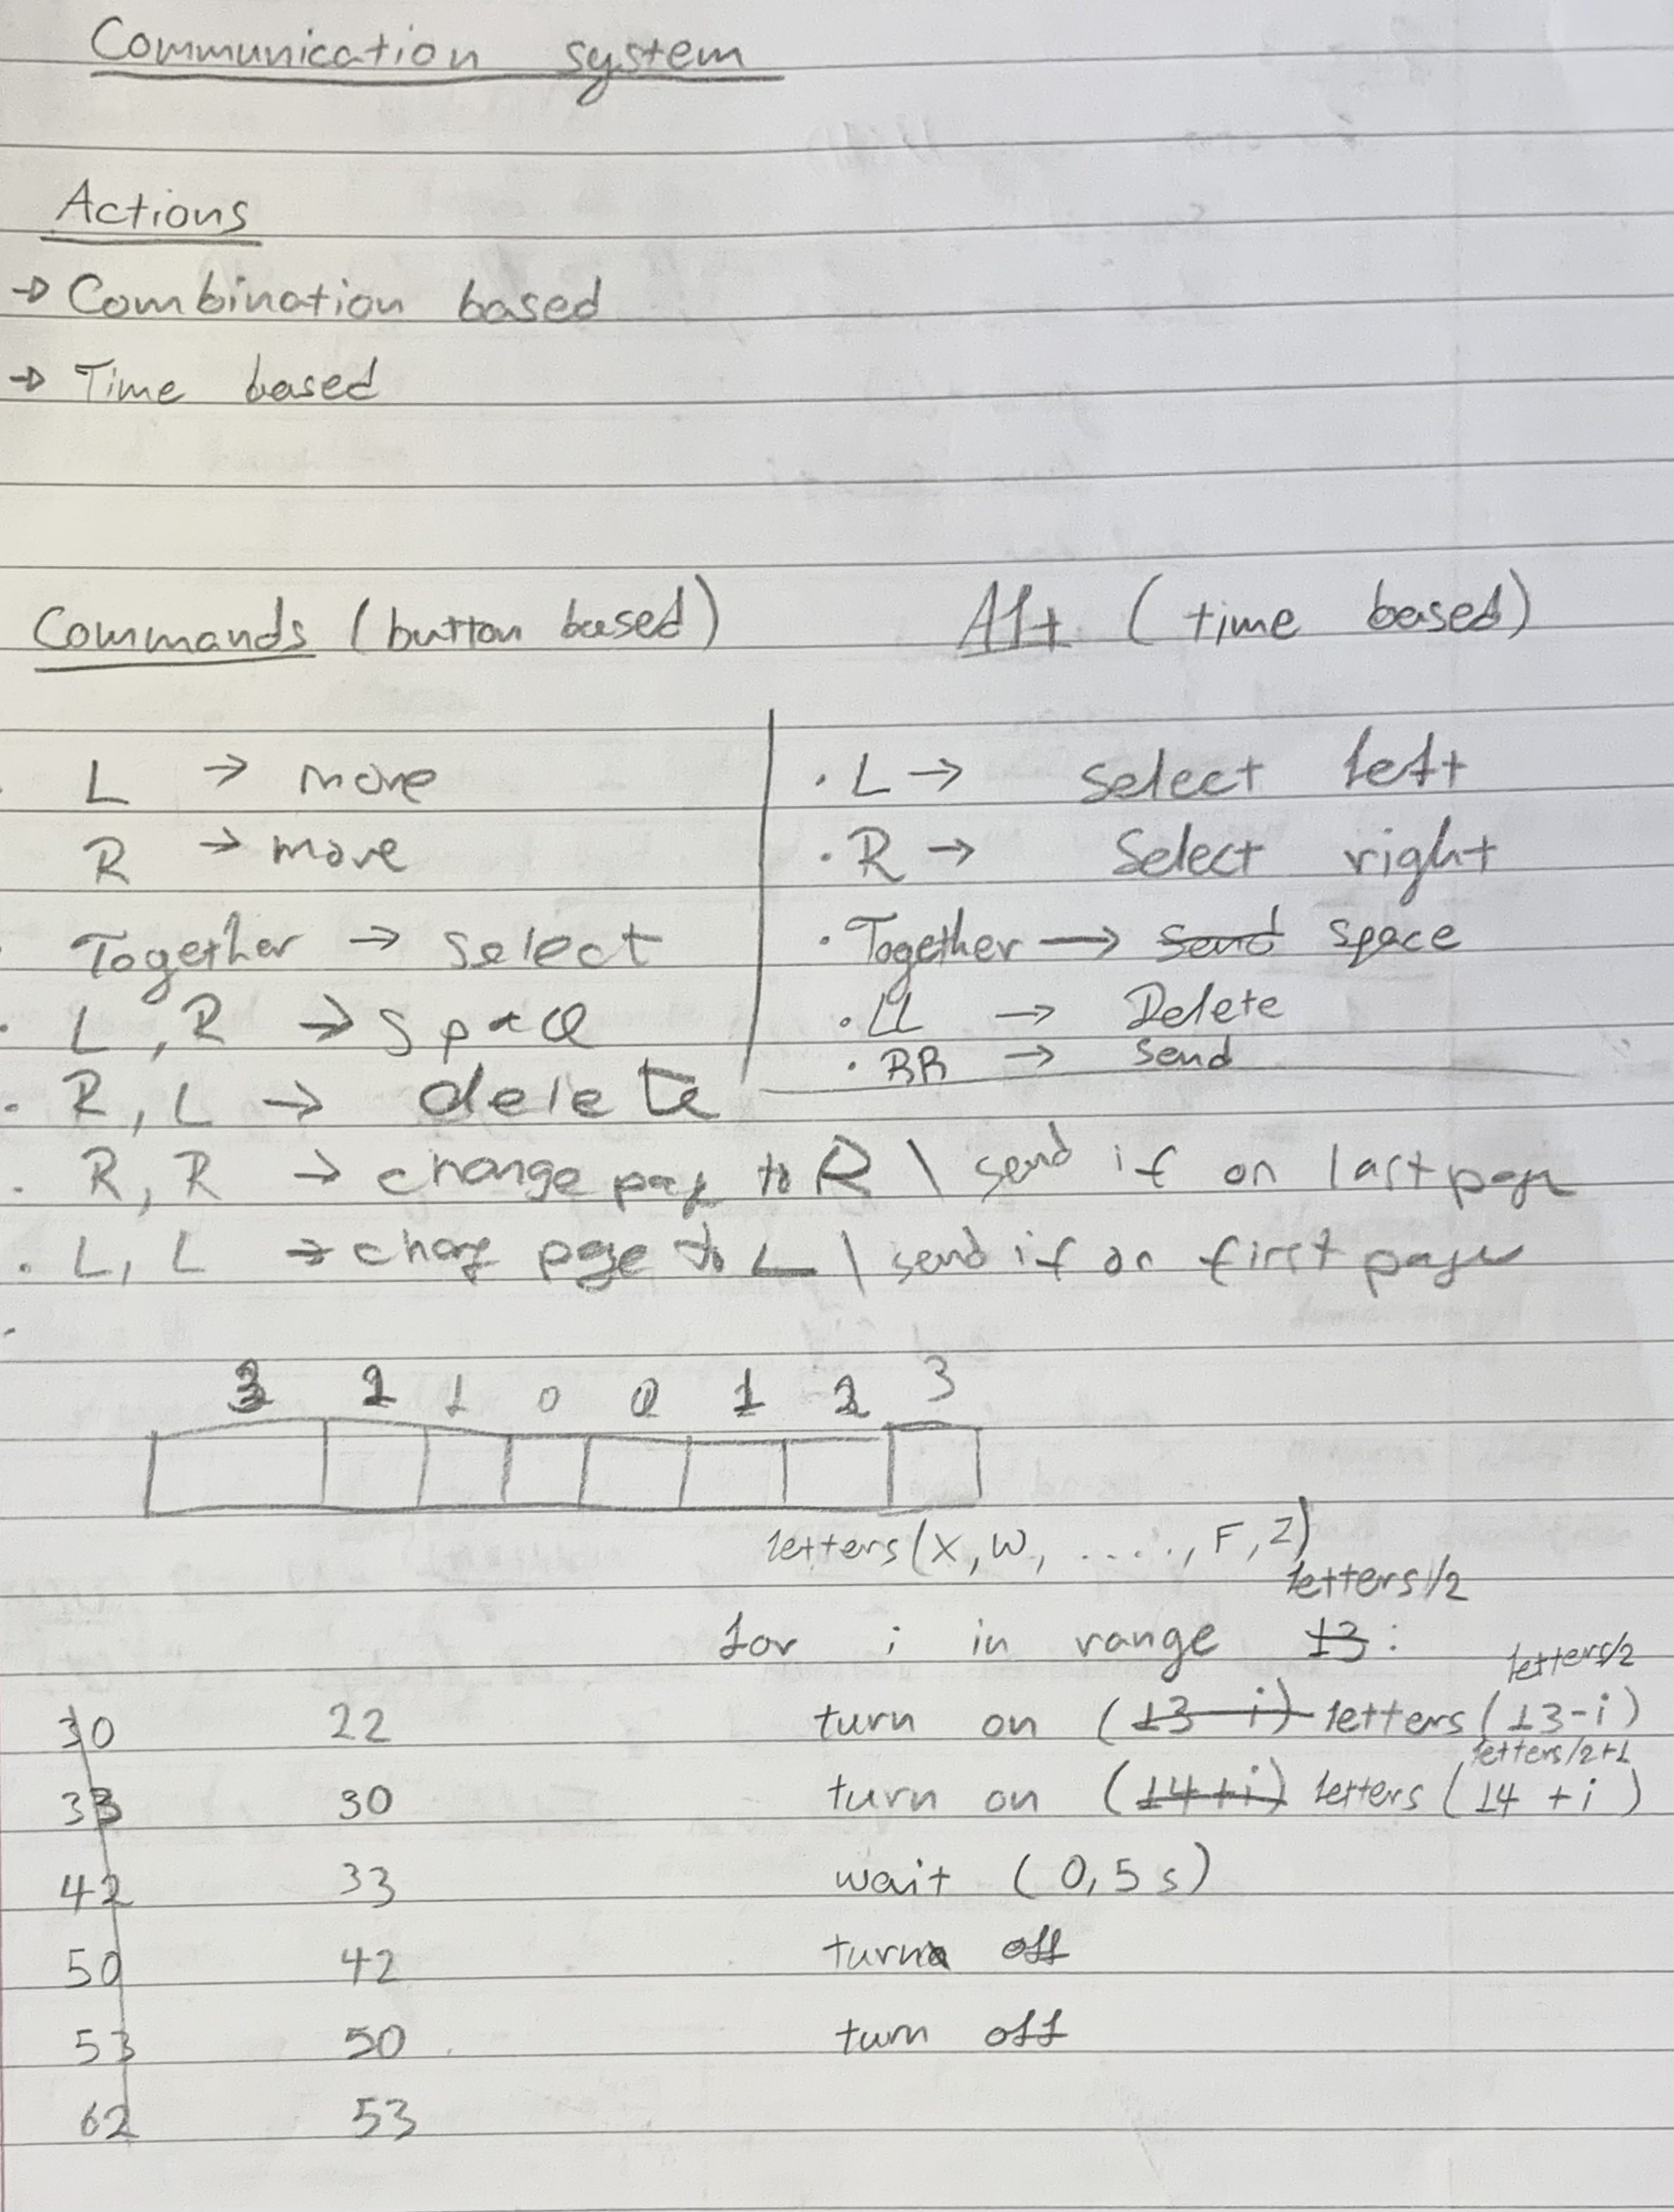 Communication system
Actions
→ Combination based
→ Time based
Commands (button based)
Alt (time based)
L → move
R → move
Together → select
· L, R → space
· R, L → delete
· R, R → change page to R \ send if on last page
· L, L → change page to L \ send if on first page
· L → Select left
· R → Select right
· Together → send space
· LL → Delete
· RR → send
3 2 1 0 0 1 2 3
letters(X, W, ....., F, Z)
letters/2
for i in range 13:
letters/2
turn on (13 - i) letters (13-i)
letters/2+1
turn on (14+i) letters (14 + i)
wait (0,5 s)
turn off
turn off
30 22
33 30
42 33
50 42
53 50
62 53